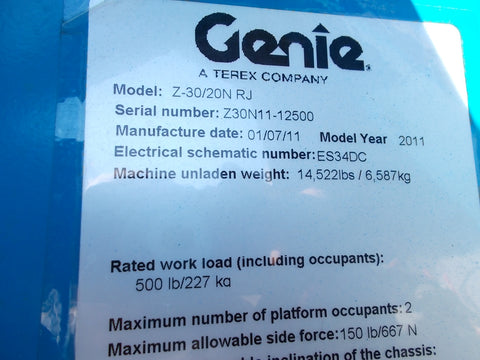 Genie
A TEREX COMPANY
Model: Z-30/20N RJ
Serial number: Z30N11-12500
Manufacture date: 01/07/11 Model Year 2011
Electrical schematic number: ES34DC
Machine unladen weight: 14,522lbs / 6,587kg
Rated work load (including occupants):
500 lb/227 kg
Maximum number of platform occupants: 2
Maximum allowable side force: 150 lb/667 N
inclination of the chassis: